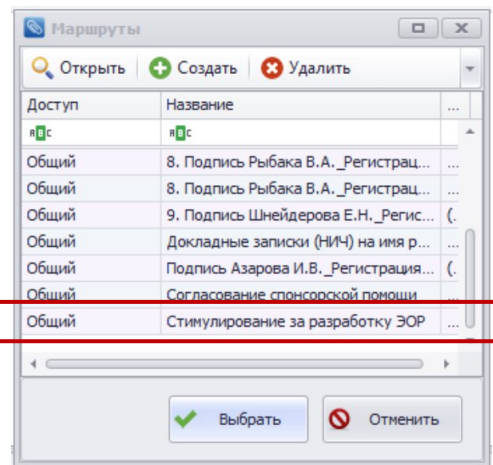 Маршруты
Открыть Создать Удалить
Доступ Название ...
ABC ABC
Общий 8. Подпись Рыбака В.А._Регистрац... ...
Общий 8. Подпись Рыбака В.А._Регистрац... ...
Общий 9. Подпись Шнейдерова Е.Н._Регис... (.
Общий Докладные записки (НИЧ) на имя р... ...
Общий Подпись Азарова И.В._Регистрация... (.
Общий Согласование спонсорской помощи ...
Общий Стимулирование за разработку ЭОР ...
Выбрать Отменить